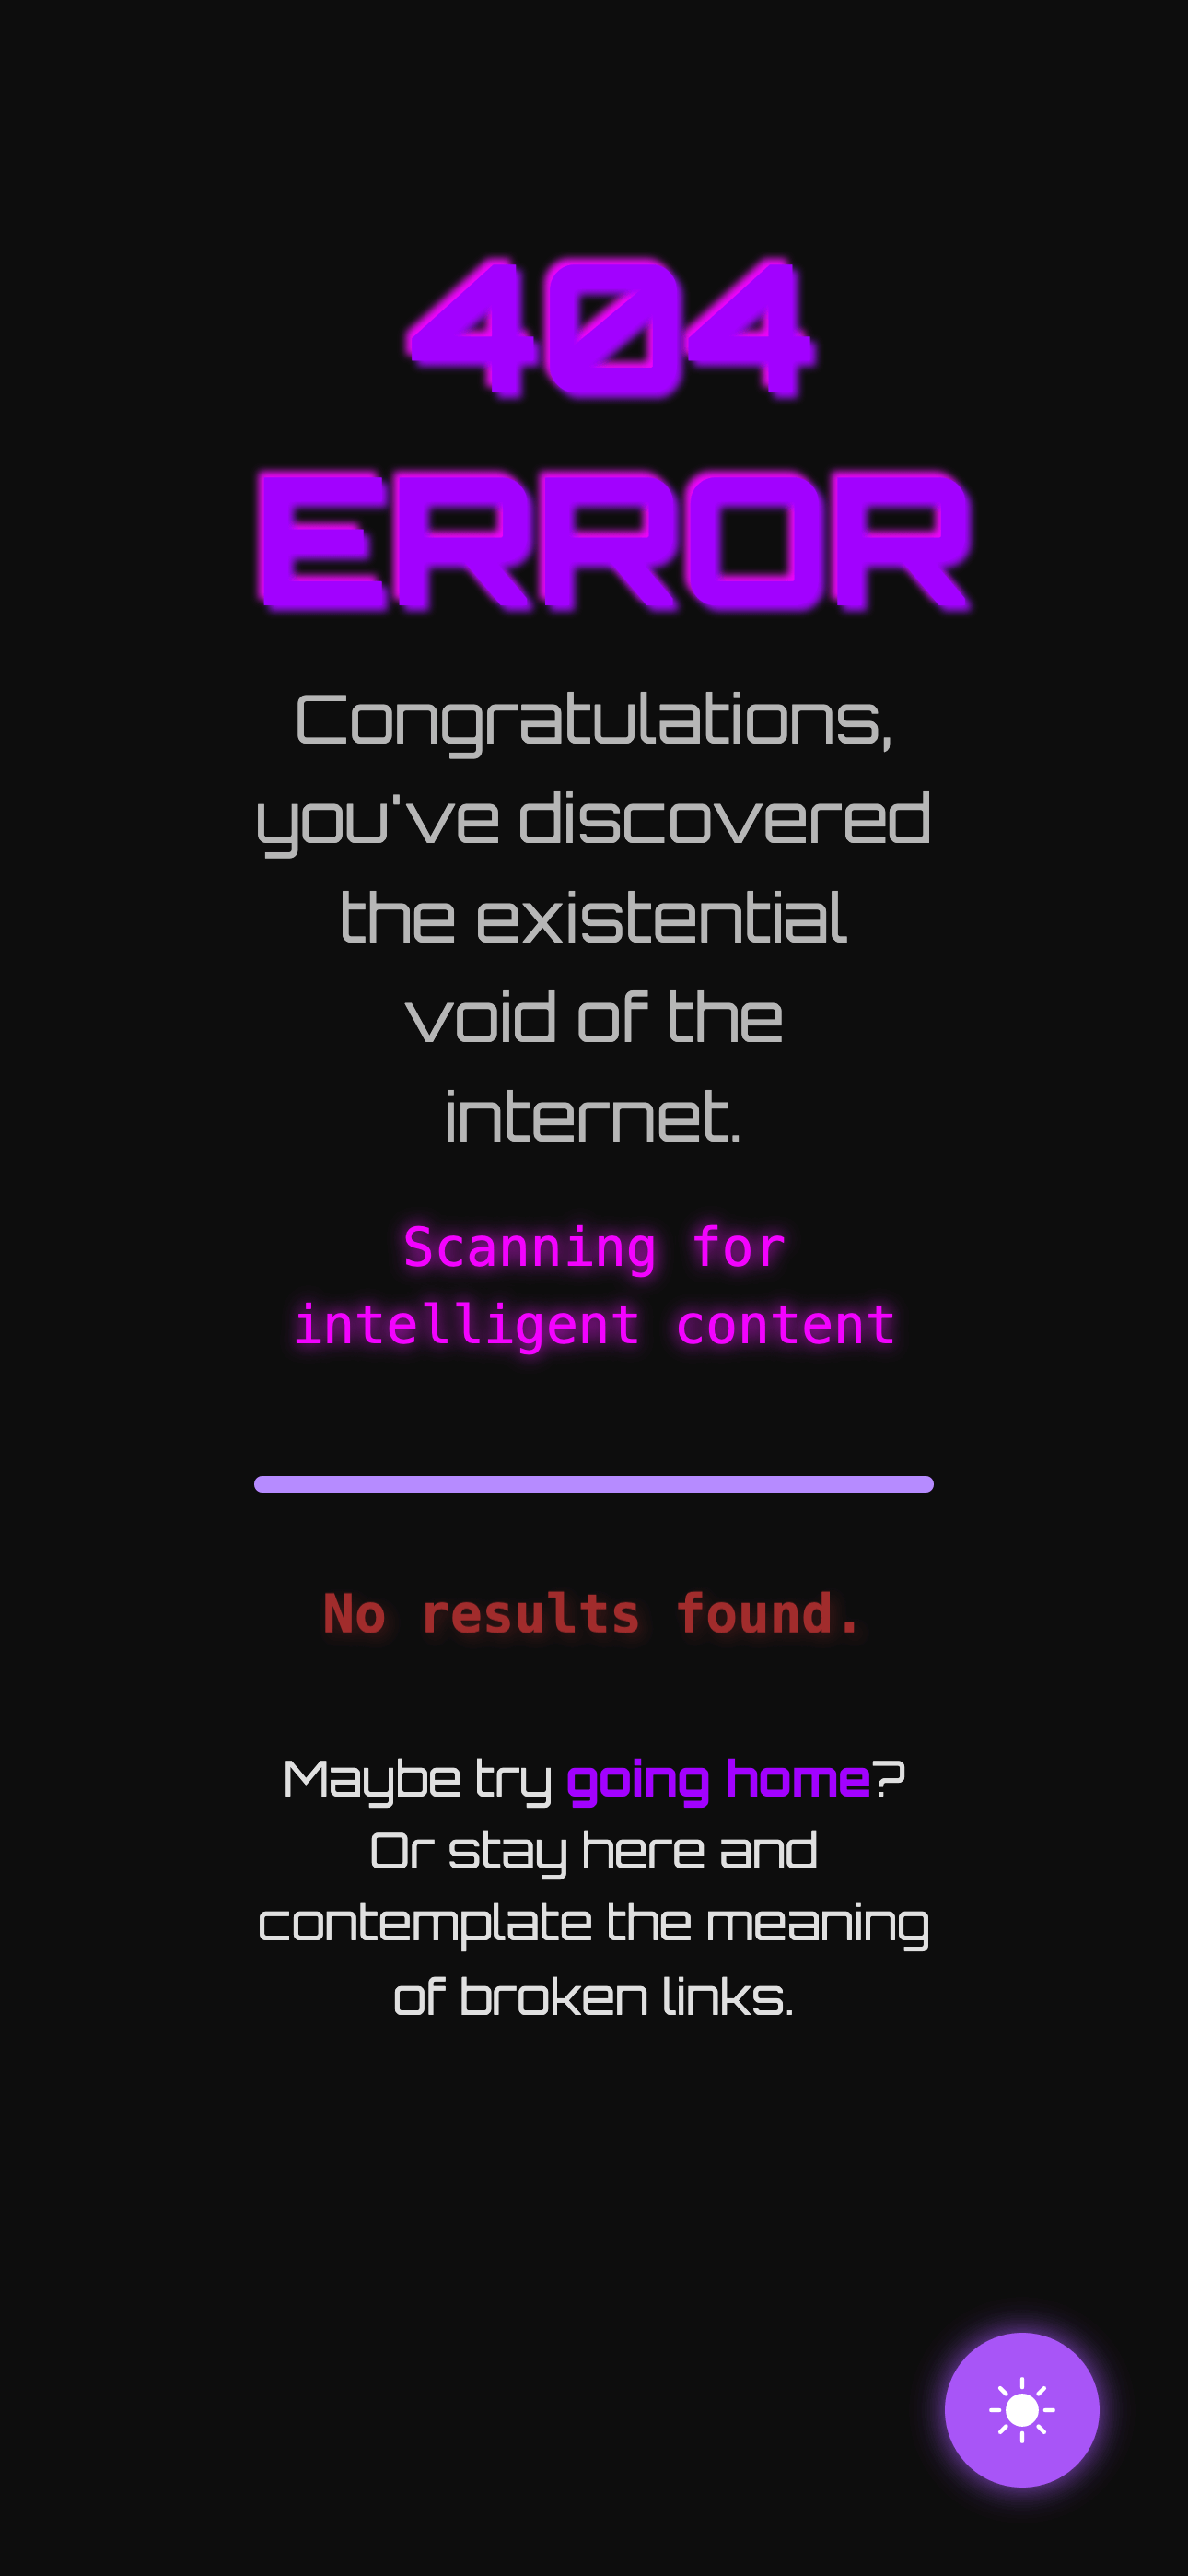 404
ERROR
Congratulations,
you've discovered
the existential
void of the
internet.
Scanning for
intelligent content
No results found.
Maybe try going home?
Or stay here and
contemplate the meaning
of broken links.